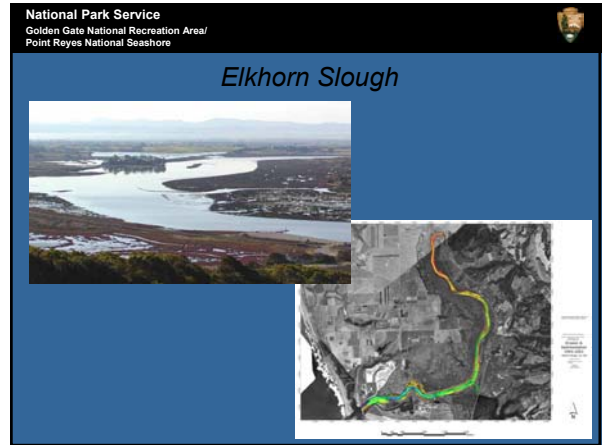 National Park Service
Golden Gate National Recreation Area/
Point Reyes National Seashore
Elkhorn Slough